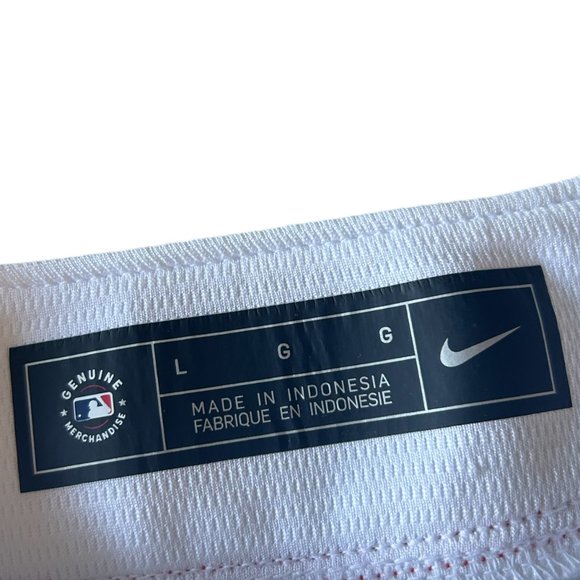 GENUINE
MERCHANDISE
L G G
MADE IN INDONESIA
FABRIQUE EN INDONESIE